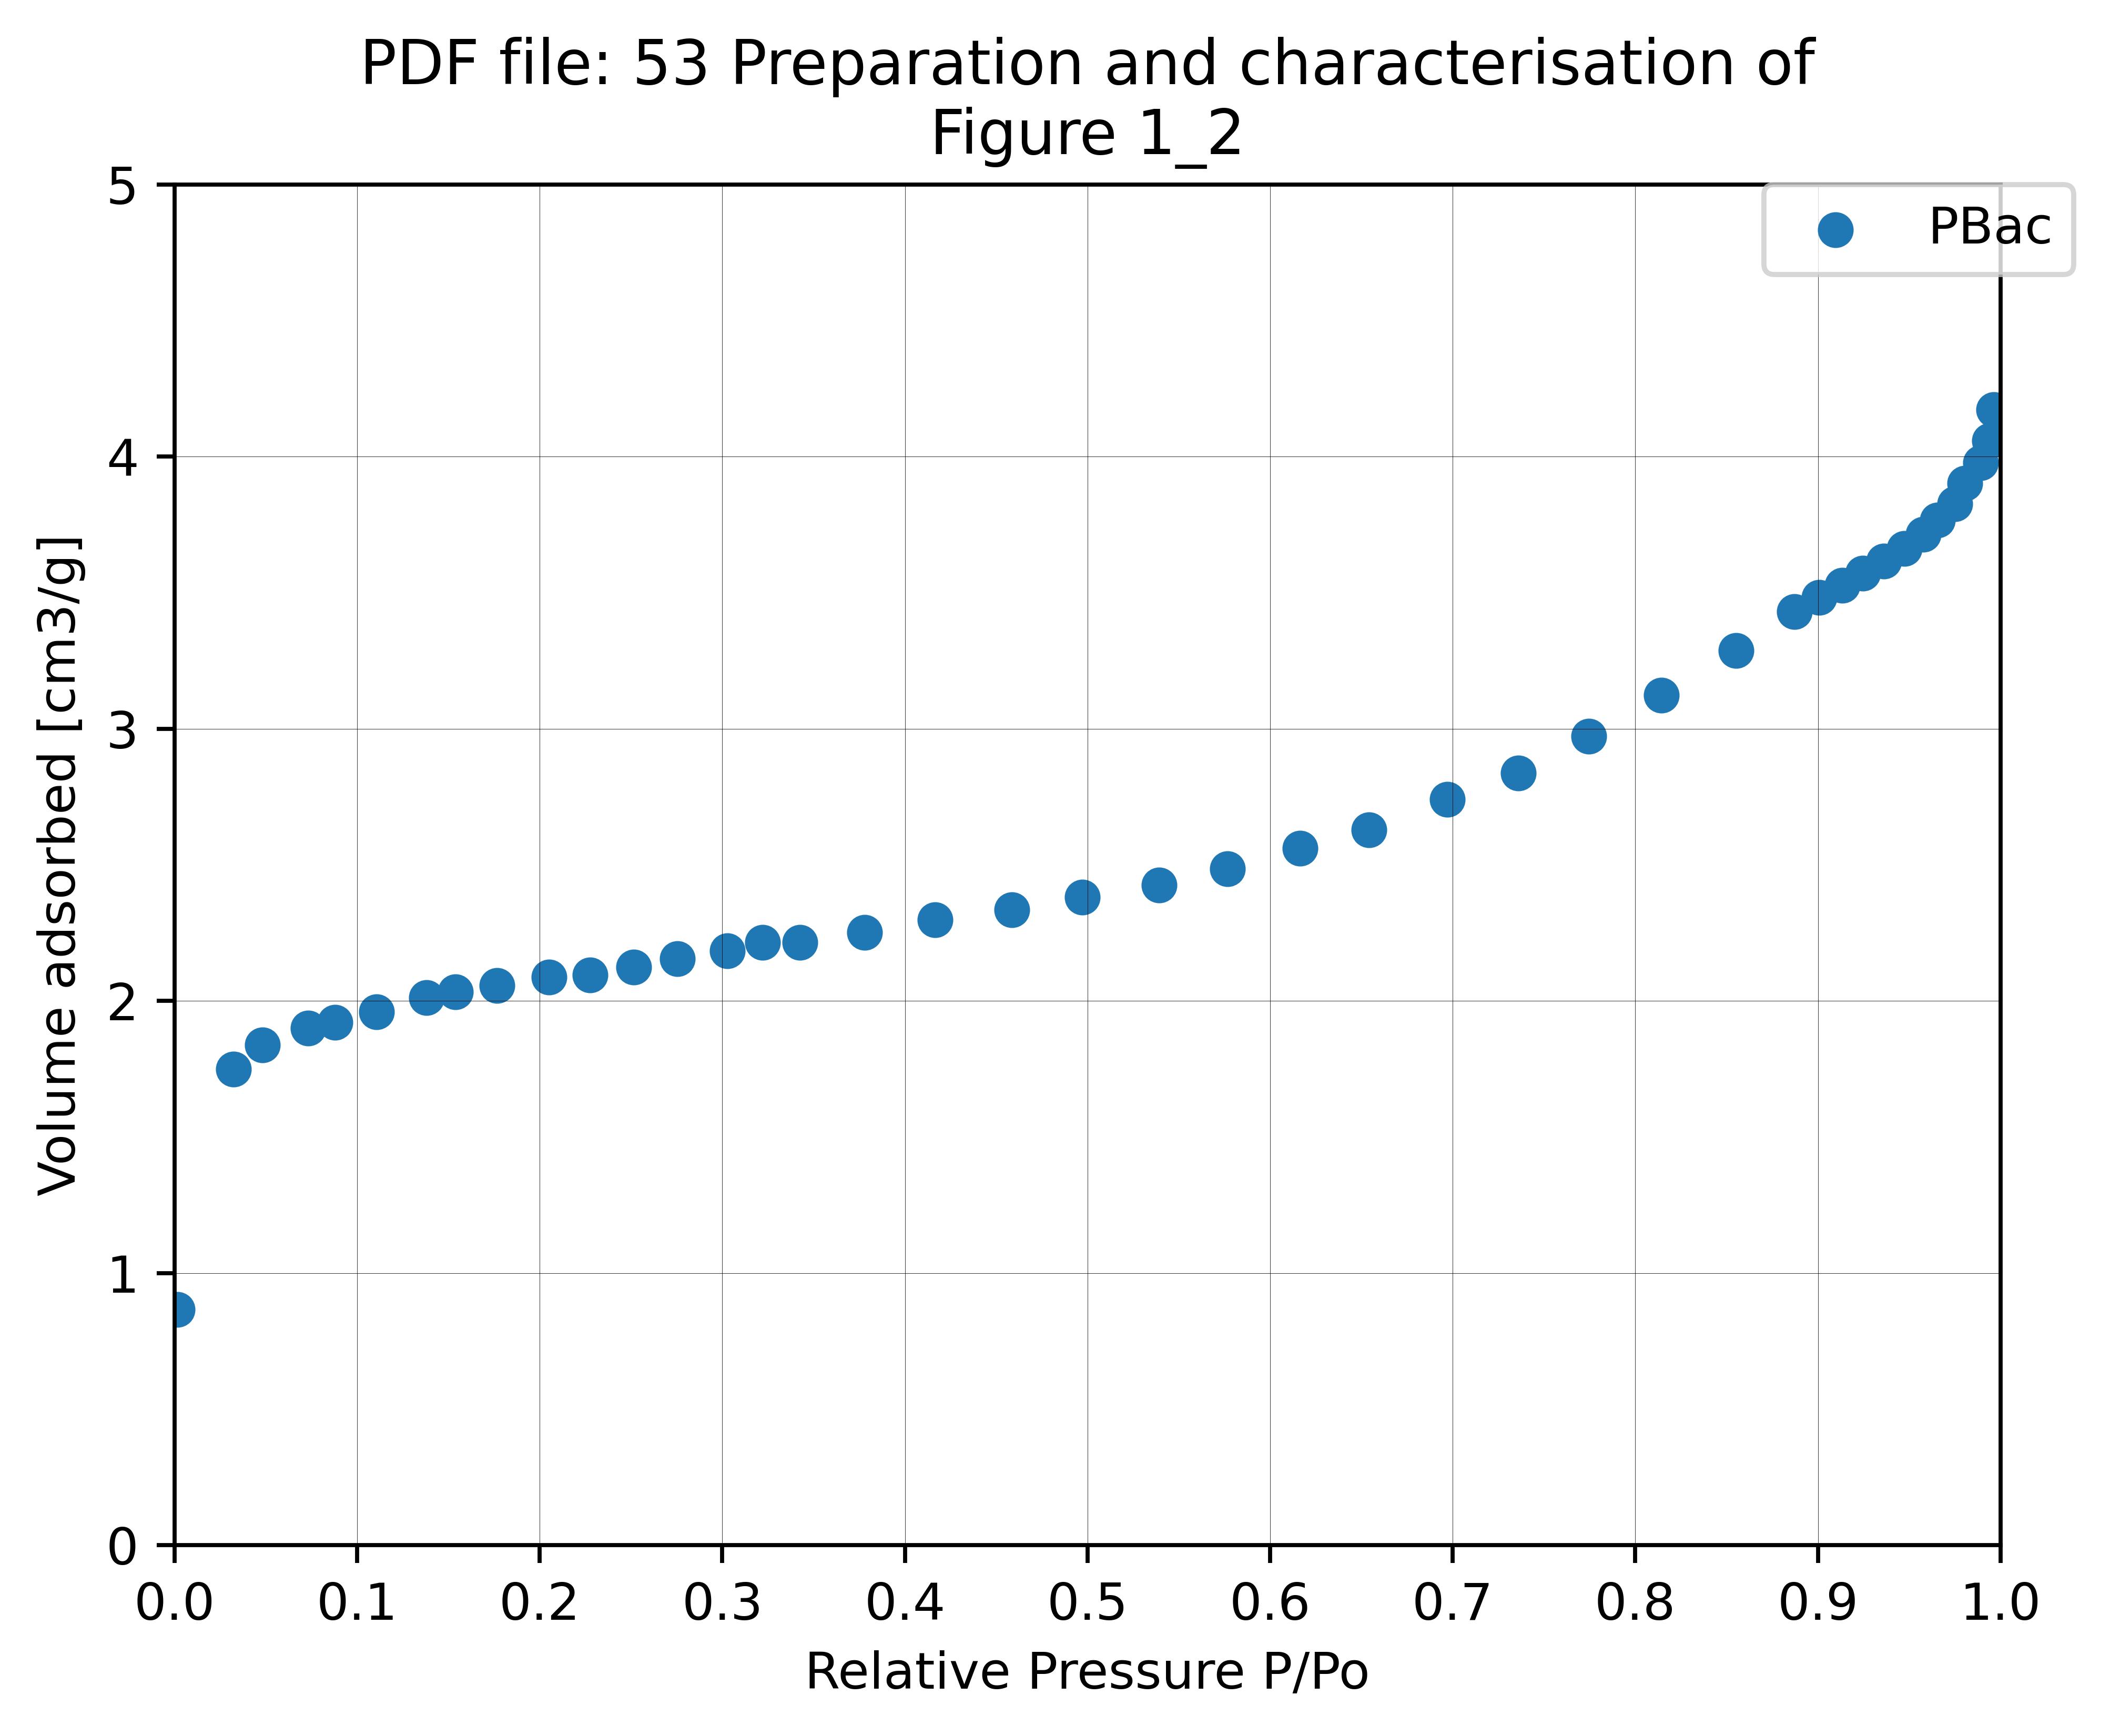 PDF file: 53 Preparation and characterisation of
Figure 1_2
PBac
Volume adsorbed [cm3/g]
5
4
3
2
1
0
0.0 0.1 0.2 0.3 0.4 0.5 0.6 0.7 0.8 0.9 1.0
Relative Pressure P/Po